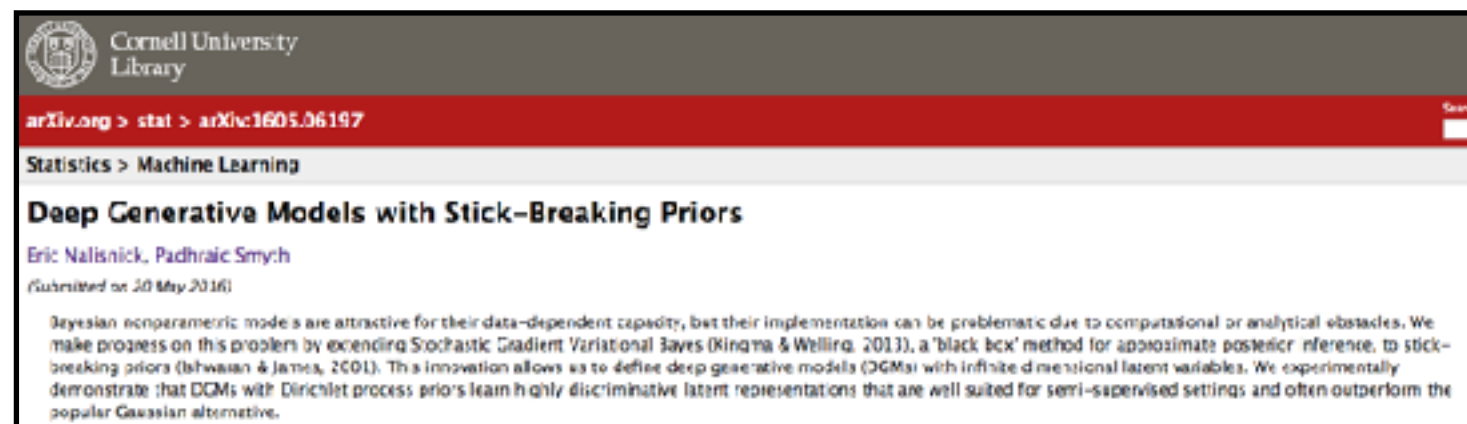 Cornell University
Library
arXiv.org > stat > arXiv:1605.06197
Statistics > Machine Learning
Deep Generative Models with Stick-Breaking Priors
Eric Nalisnick, Padhraic Smyth
(Submitted on 20 May 2016)
Bayesian nonparametric models are attractive for their data-dependent capacity, but their implementation can be problematic due to computational or analytical obstacles. We
make progress on this problem by extending Stochastic Gradient Variational Bayes (Kingma & Welling, 2013), a 'black box' method for approximate posterior inference, to stick-
breaking priors (Ishwaran & James, 2001). This innovation allows us to define deep generative models (DGMs) with infinite dimensional latent variables. We experimentally
demonstrate that DGMs with Dirichlet process priors learn highly discriminative latent representations that are well suited for semi-supervised settings and often outperform the
popular Gaussian alternative.